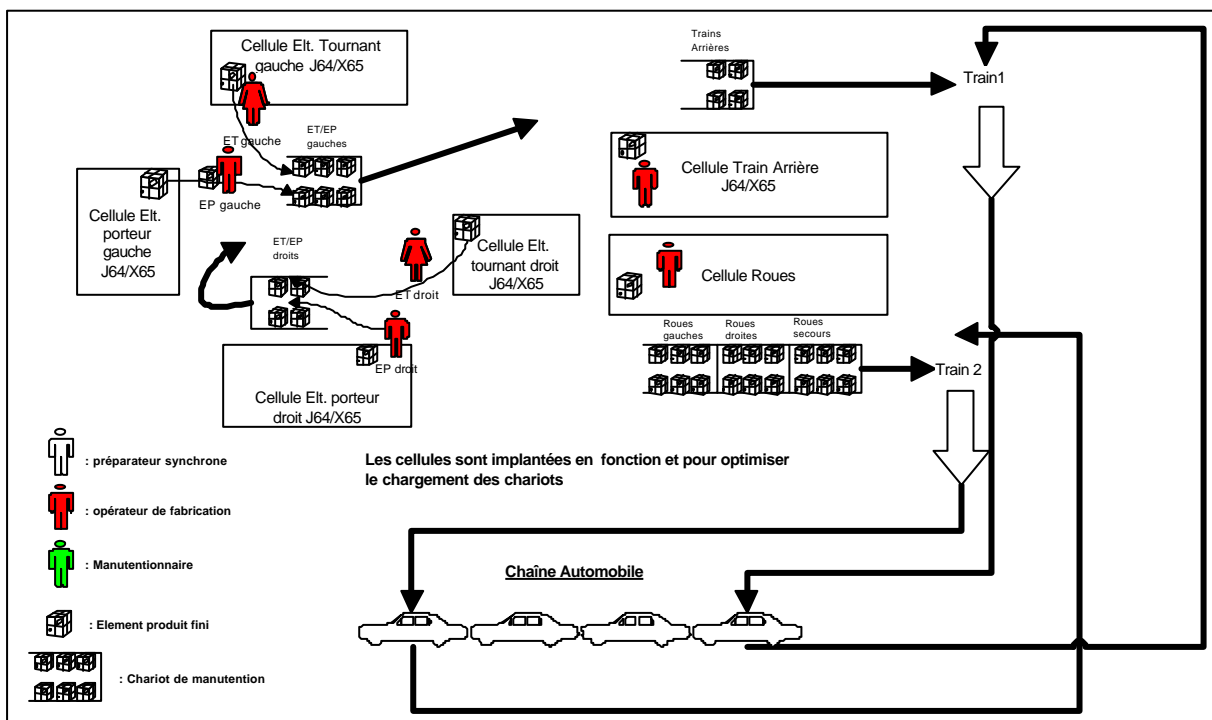 Cellule Elt. Tournant
gauche J64/X65
ET gauche
ET/EP
gauches
Cellule Elt.
porteur
gauche
J64/X65
EP gauche
ET/EP
droits
ET droit
Cellule Elt.
tournant droit
J64/X65
EP droit
Cellule Elt. porteur
droit J64/X65
Trains
Arrières
Train1
Cellule Train Arrière
J64/X65
Cellule Roues
Roues
gauches
Roues
droites
Roues
secours
Train 2
Les cellules sont implantées en fonction et pour optimiser
le chargement des chariots
: préparateur synchrone
: opérateur de fabrication
: Manutentionnaire
: Element produit fini
: Chariot de manutention
Chaîne Automobile